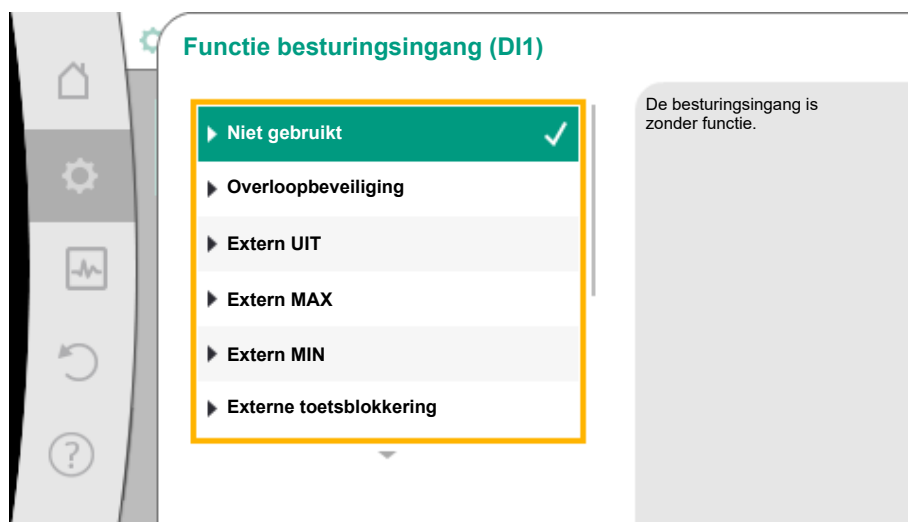 Functie besturingsingang (DI1)
Niet gebruikt
Overloopbeveiliging
Extern UIT
Extern MAX
Extern MIN
Externe toetsblokkering
De besturingsingang is
zonder functie.
?